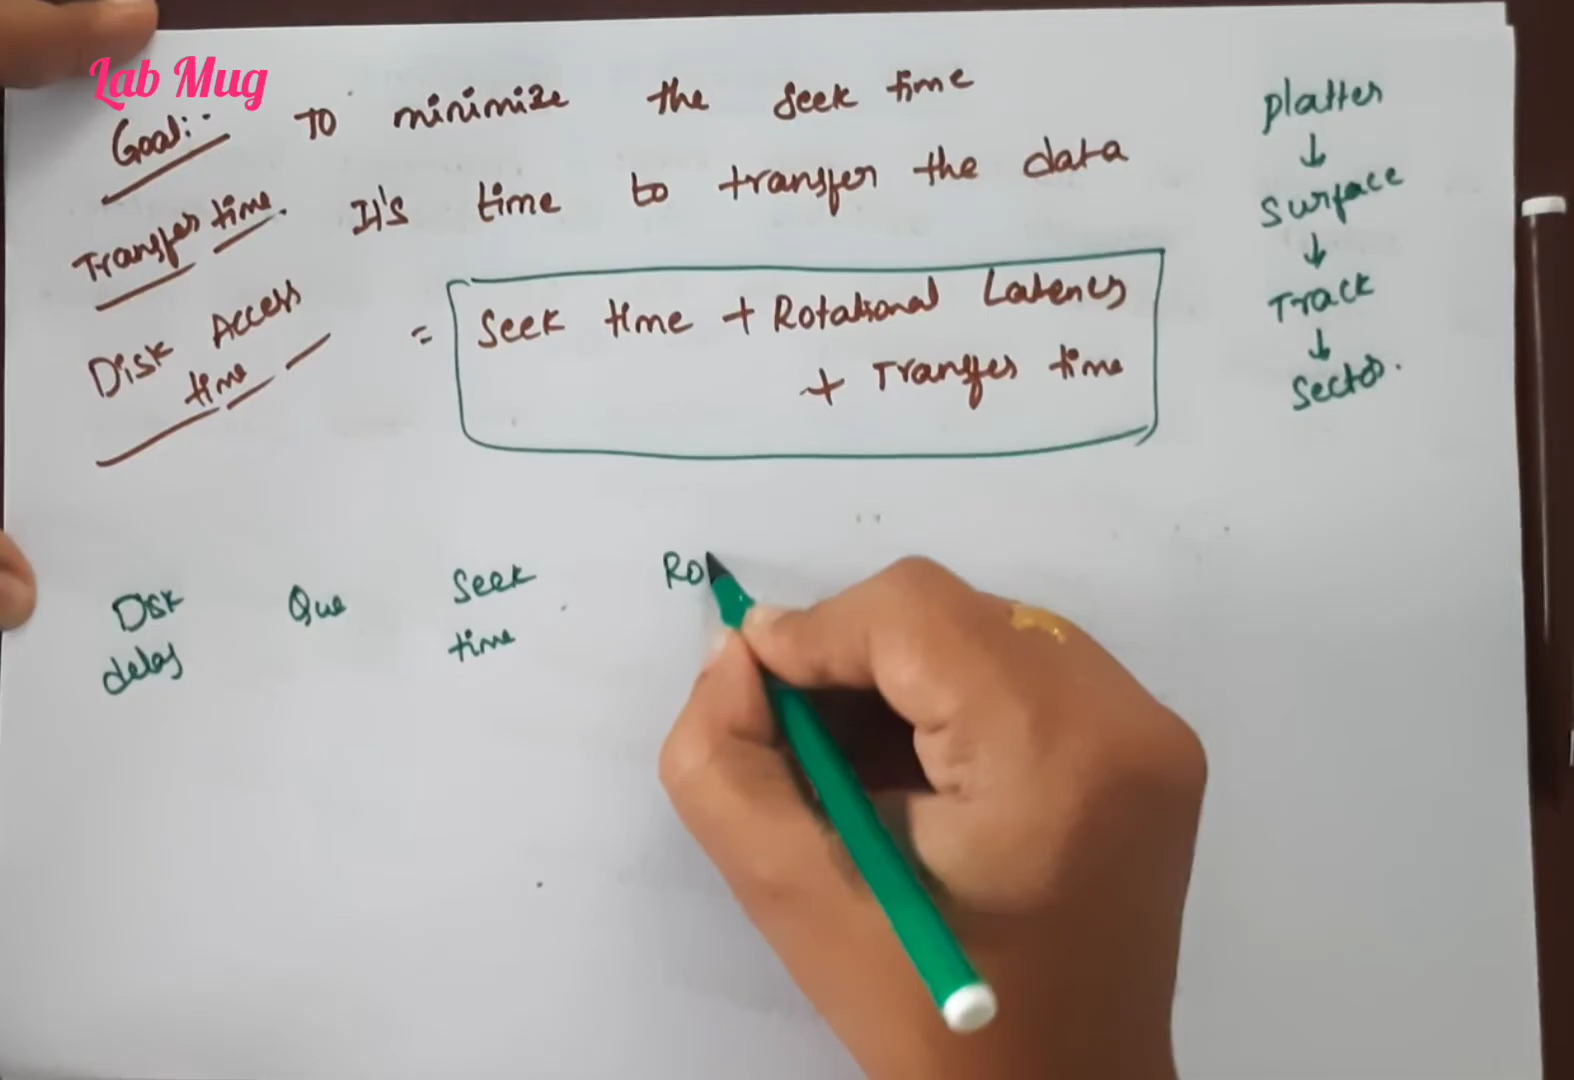 Lab Mug
Goal:- TO minimize the seek time
Transfer time. It's time to transfer the data
Disk Access time = Seek time + Rotational Latency
+ Transfer time
platter
↓
Surface
↓
Track
↓
Sector.
Disk Que Seek Ro
delay time